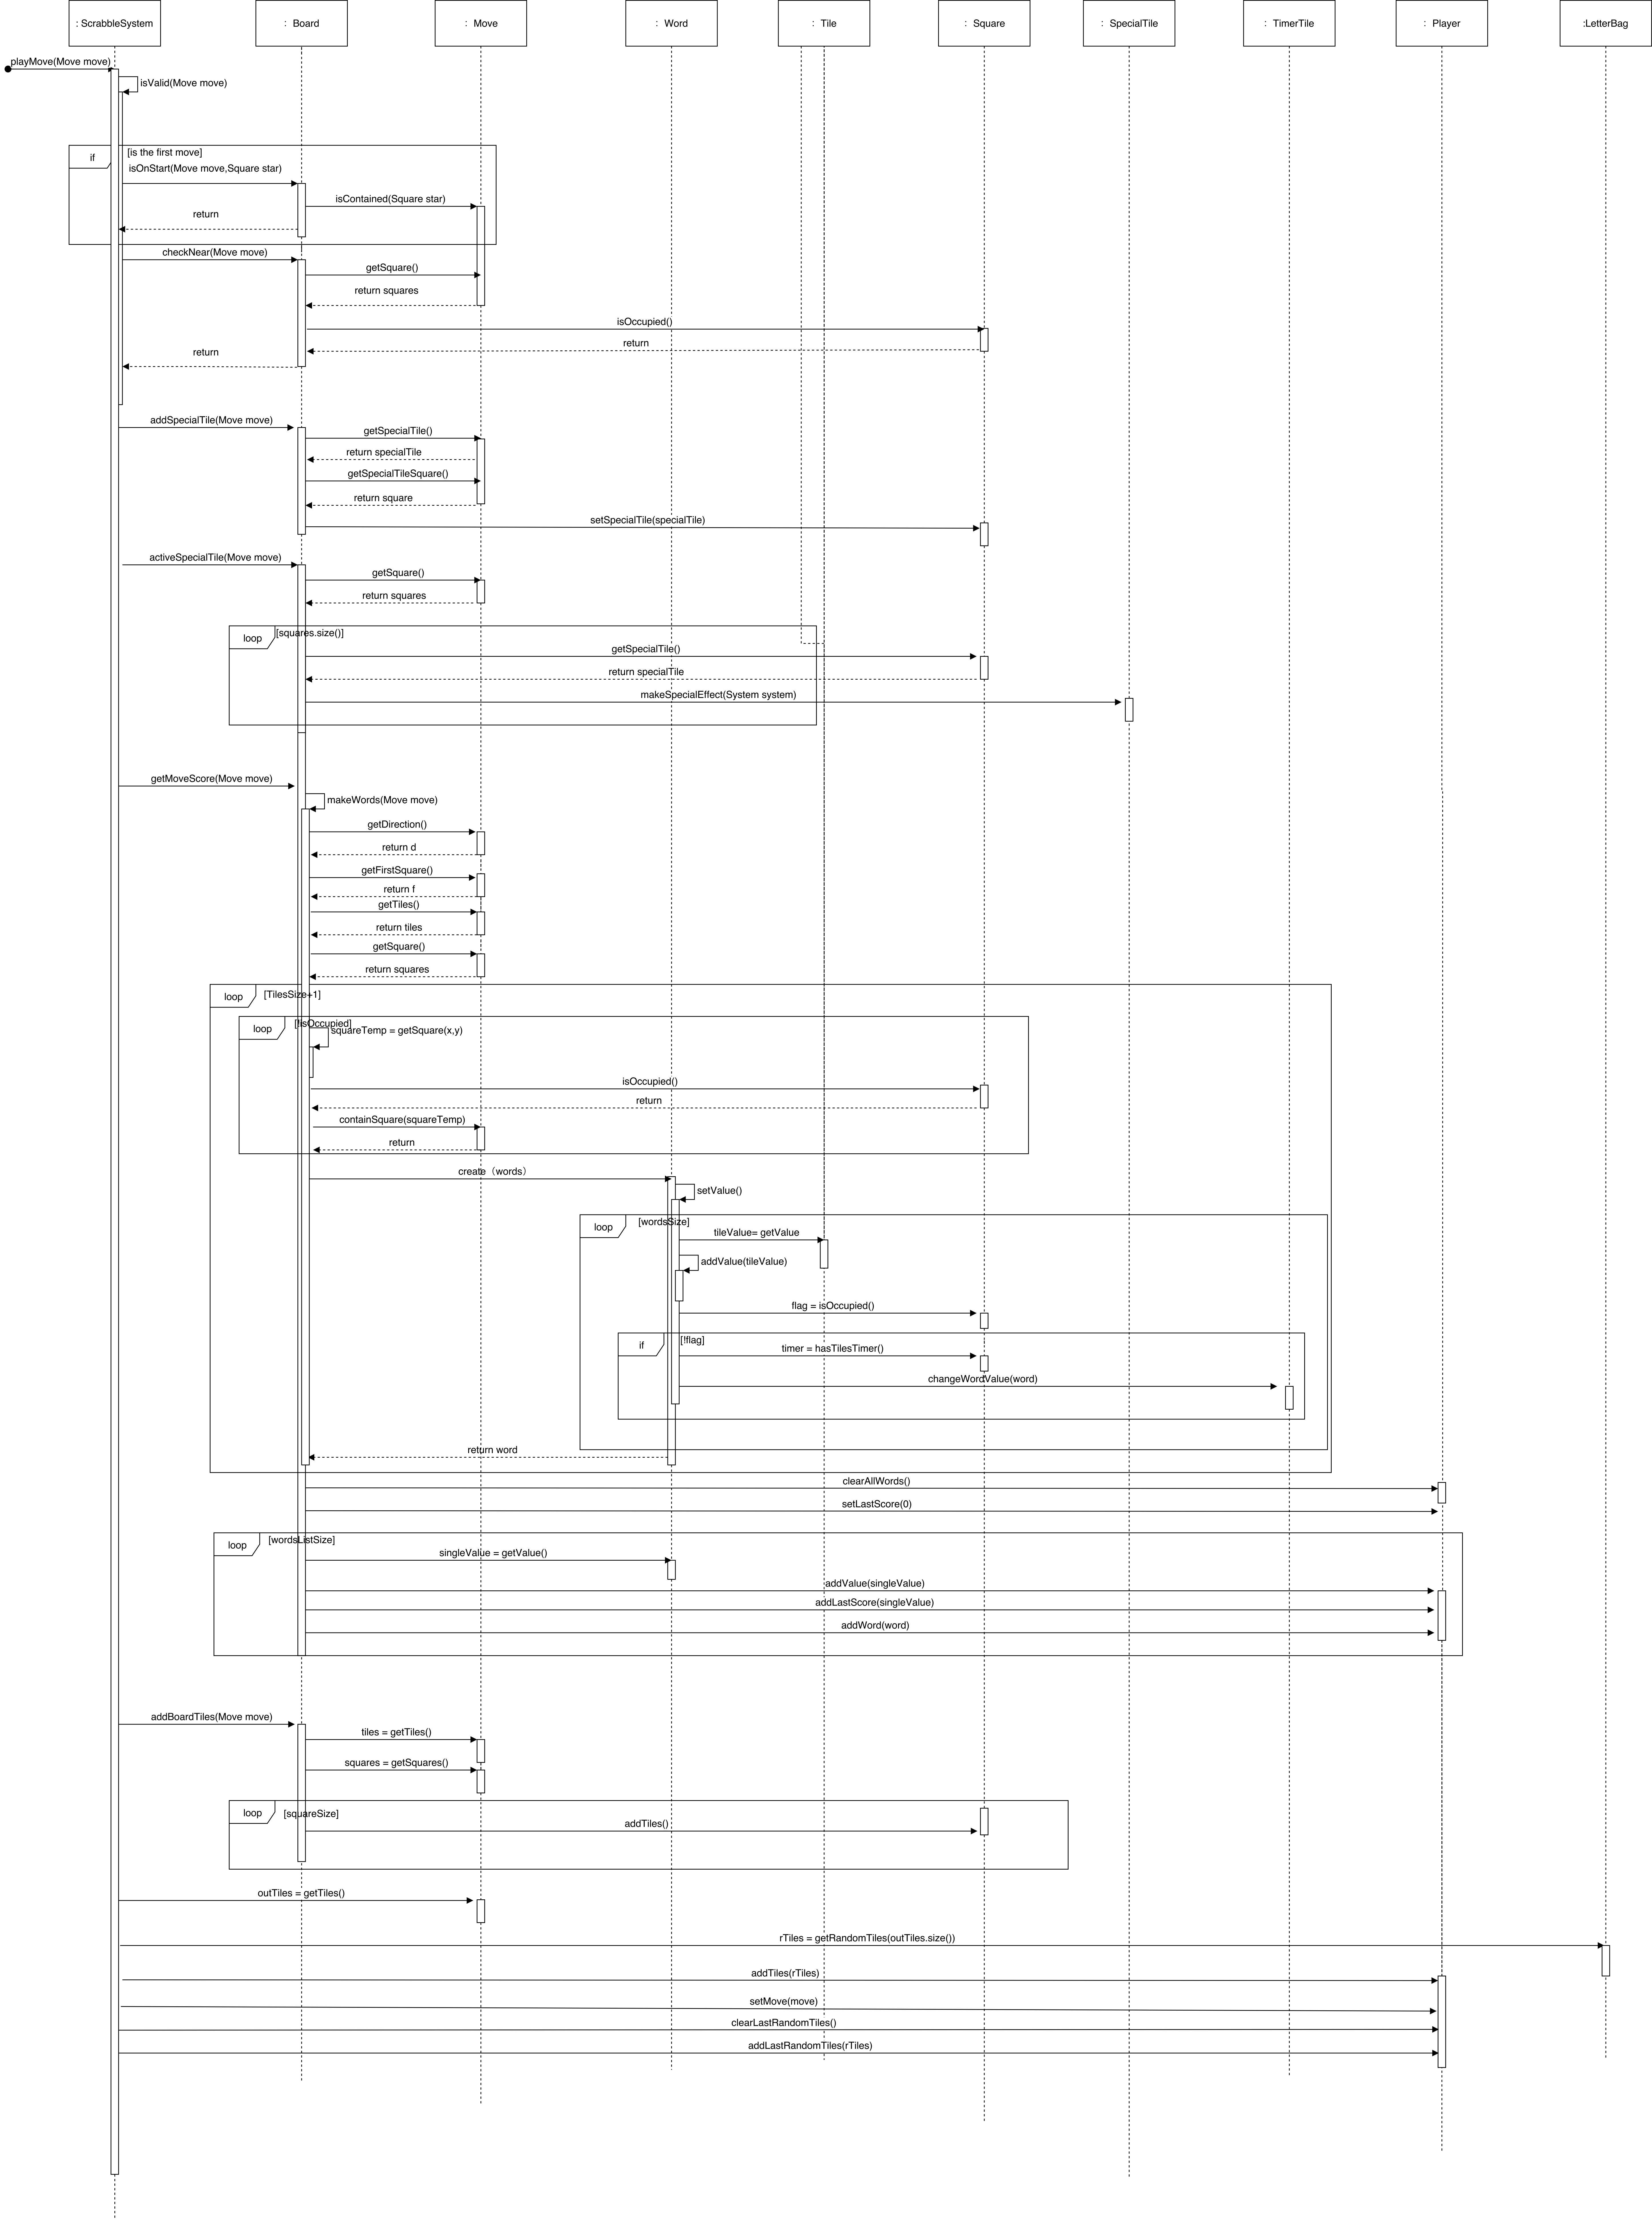 : ScrabbleSystem
: Board
: Move
: Word
: Tile
: Square
: SpecialTile
: TimerTile
: Player
:LetterBag
playMove(Move move)
isValid(Move move)
if
[is the first move]
isOnStart(Move move,Square star)
isContained(Square star)
return
checkNear(Move move)
getSquare()
return squares
isOccupied()
return
return
addSpecialTile(Move move)
getSpecialTile()
return specialTile
getSpecialTileSquare()
return square
setSpecialTile(specialTile)
activeSpecialTile(Move move)
getSquare()
return squares
loop
[squares.size()]
getSpecialTile()
return specialTile
makeSpecialEffect(System system)
getMoveScore(Move move)
makeWords(Move move)
getDirection()
return d
getFirstSquare()
return f
getTiles()
return tiles
getSquare()
return squares
loop
[TilesSize+1]
loop
[!isOccupied]
squareTemp = getSquare(x,y)
isOccupied()
return
containSquare(squareTemp)
return
create（words）
setValue()
loop
[wordsSize]
tileValue= getValue
addValue(tileValue)
flag = isOccupied()
if
[!flag]
timer = hasTilesTimer()
changeWordValue(word)
return word
clearAllWords()
setLastScore(0)
loop
[wordsListSize]
singleValue = getValue()
addValue(singleValue)
addLastScore(singleValue)
addWord(word)
addBoardTiles(Move move)
tiles = getTiles()
squares = getSquares()
loop
[squareSize]
addTiles()
outTiles = getTiles()
rTiles = getRandomTiles(outTiles.size())
addTiles(rTiles)
setMove(move)
clearLastRandomTiles()
addLastRandomTiles(rTiles)